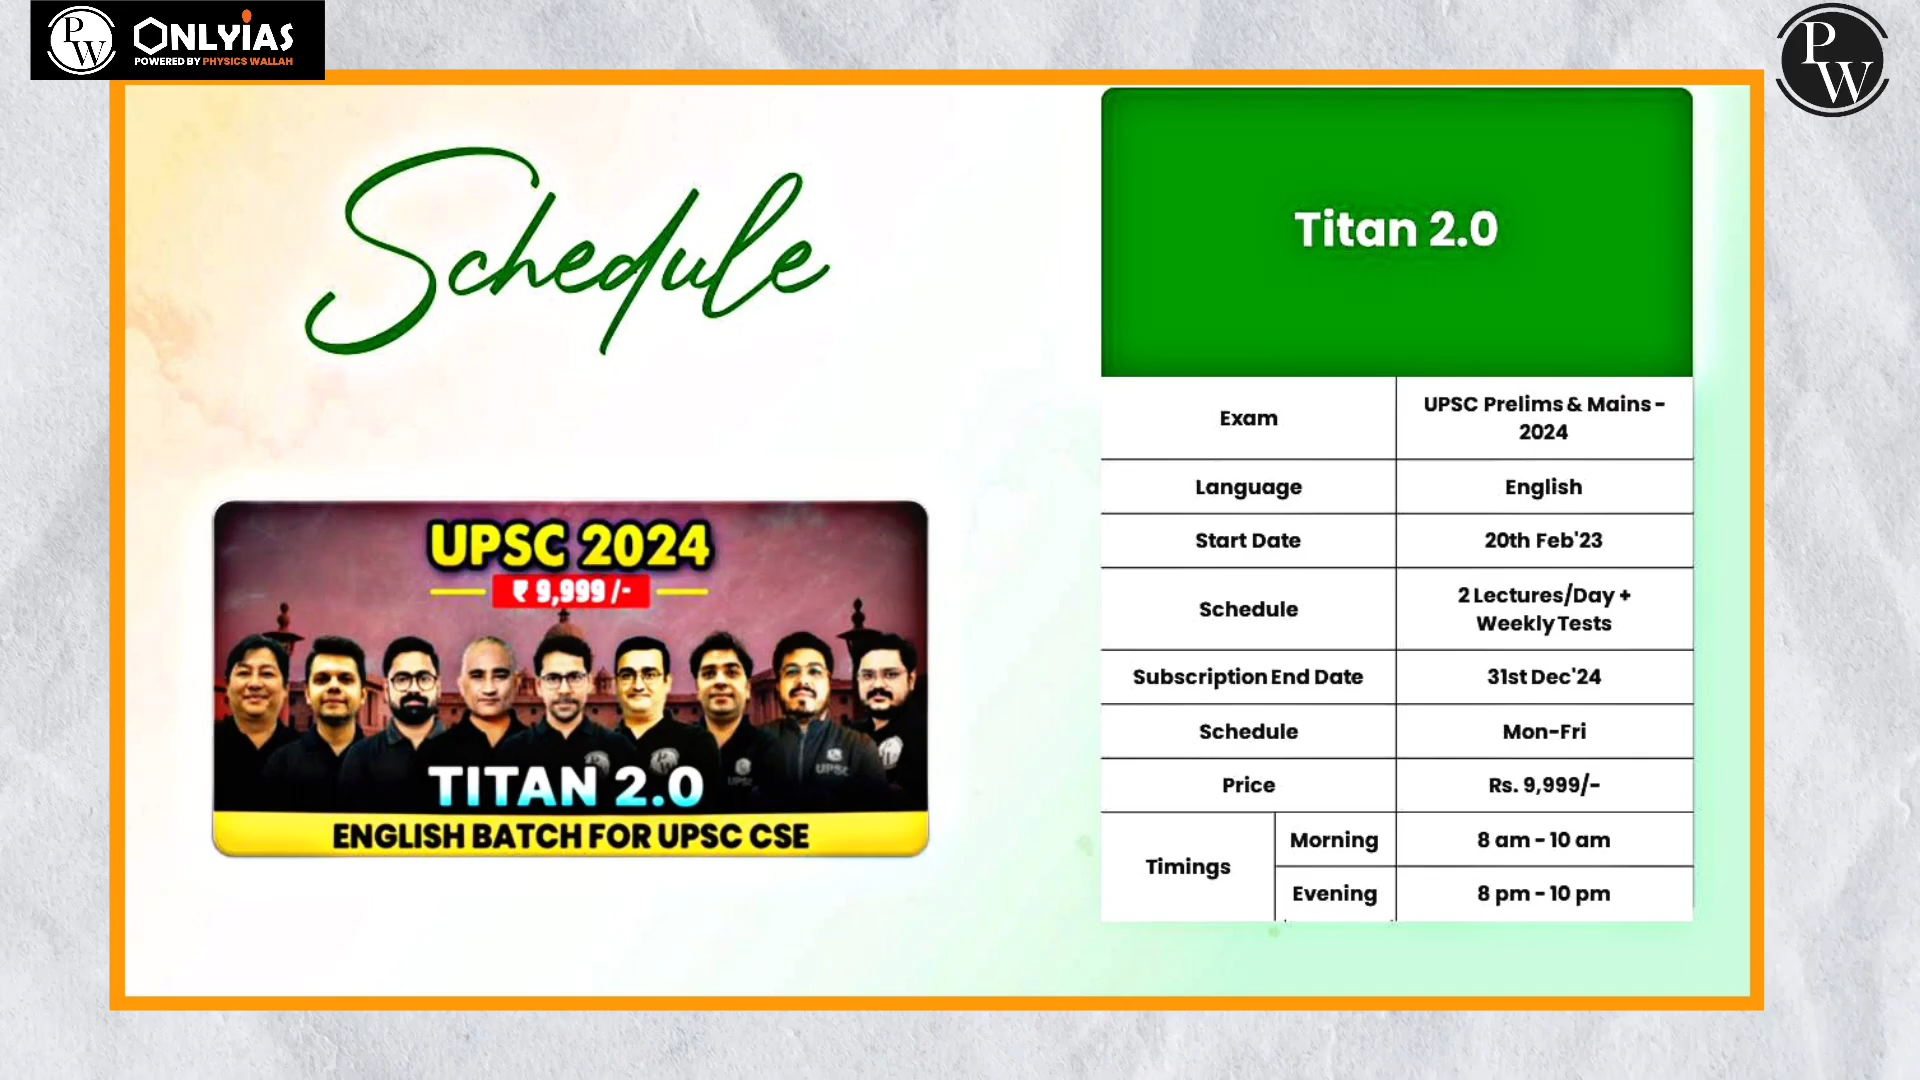 PW
ONLYIAS
POWERED BY PHYSICS WALLAH
PW
Schedule
UPSC 2024
₹ 9,999/-
UPSC
UPSC
TITAN 2.0
ENGLISH BATCH FOR UPSC CSE
Titan 2.0
Exam
UPSC Prelims & Mains -
2024
Language
English
Start Date
20th Feb'23
Schedule
2 Lectures/Day +
Weekly Tests
Subscription End Date
31st Dec'24
Schedule
Mon-Fri
Price
Rs. 9,999/-
Timings
Morning
8 am - 10 am
Evening
8 pm - 10 pm